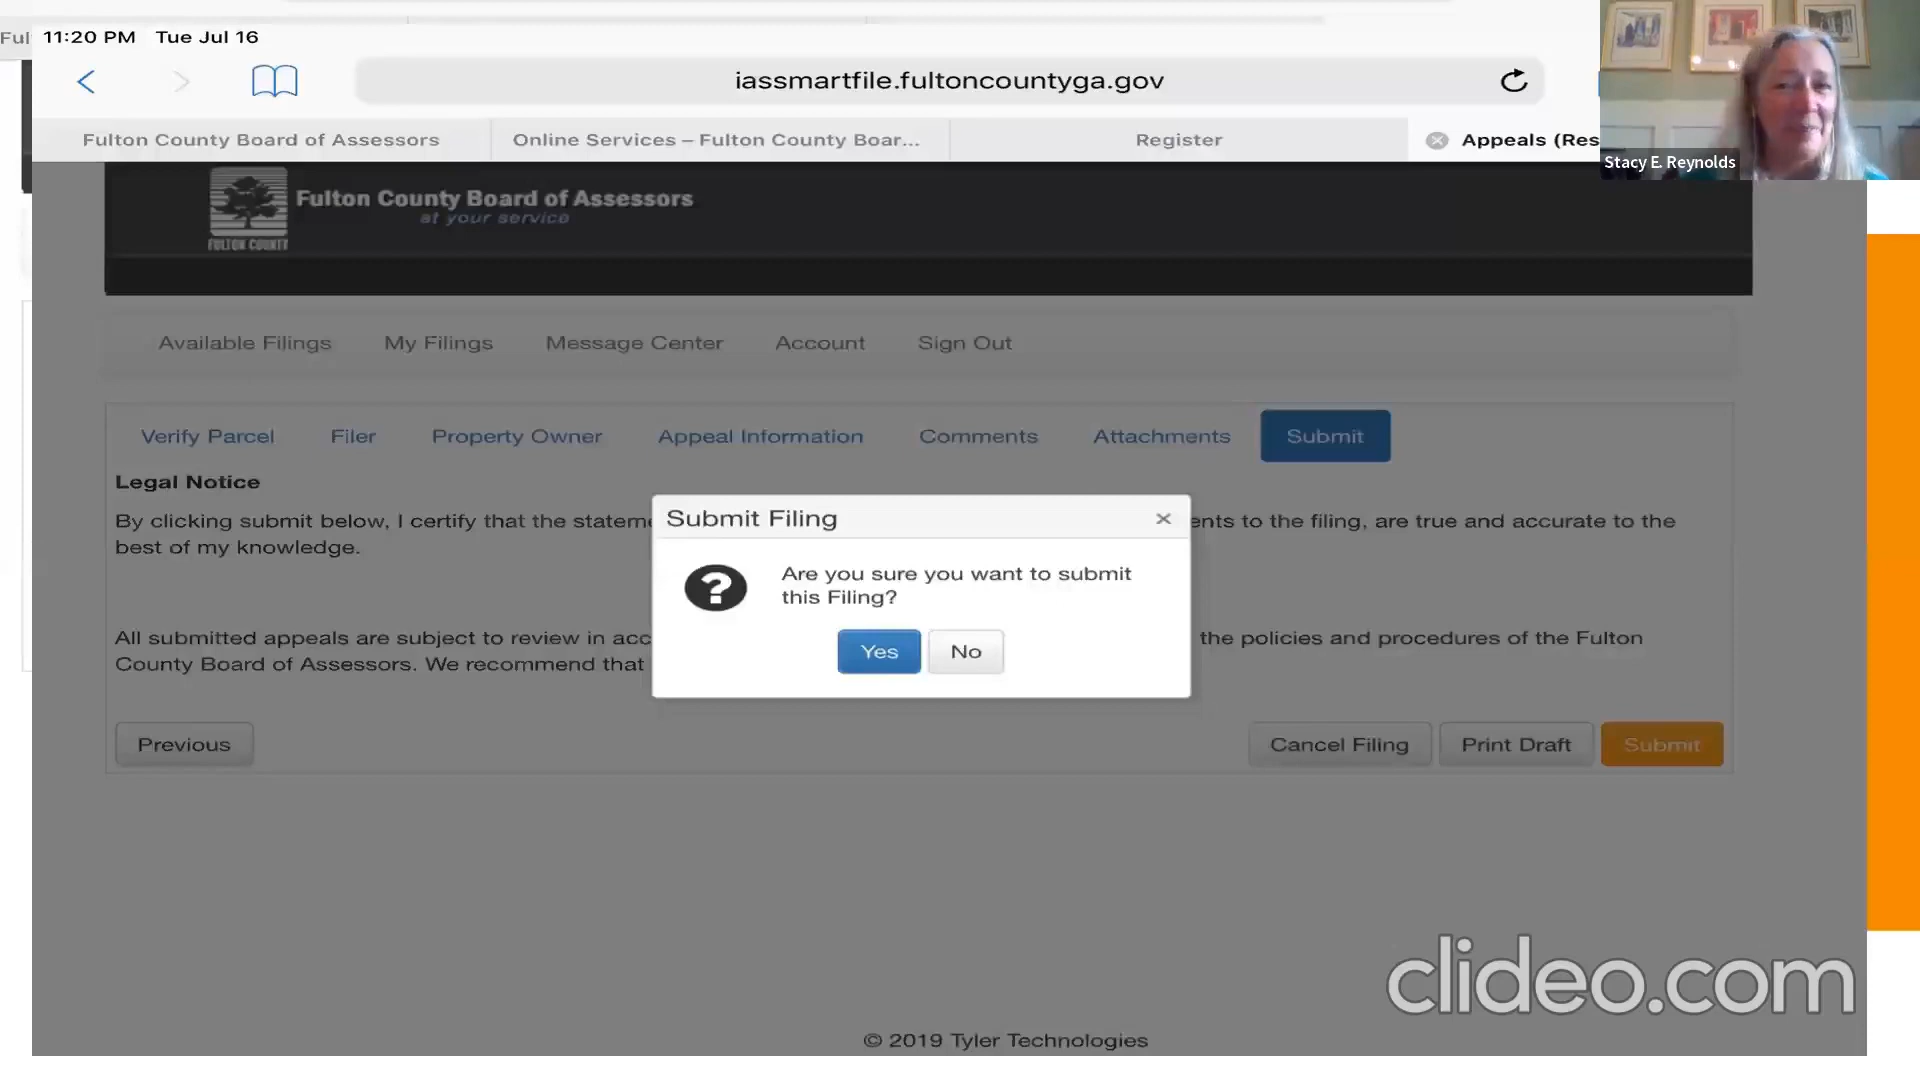 Ful
11:20 PM Tue Jul 16
iassmartfile.fultoncountyga.gov
Fulton County Board of Assessors
Online Services – Fulton County Boar...
Register
Appeals (Res
Stacy E. Reynolds
Fulton County Board of Assessors
at your service
FULTON COUNTY
Available Filings My Filings Message Center Account Sign Out
Verify Parcel Filer Property Owner Appeal Information Comments Attachments Submit
Legal Notice
By clicking submit below, I certify that the stateme
nts to the filing, are true and accurate to the
best of my knowledge.
Submit Filing ×
?
Are you sure you want to submit
this Filing?
Yes No
All submitted appeals are subject to review in acc
the policies and procedures of the Fulton
County Board of Assessors. We recommend that
Previous Cancel Filing Print Draft Submit
clideo.com
© 2019 Tyler Technologies